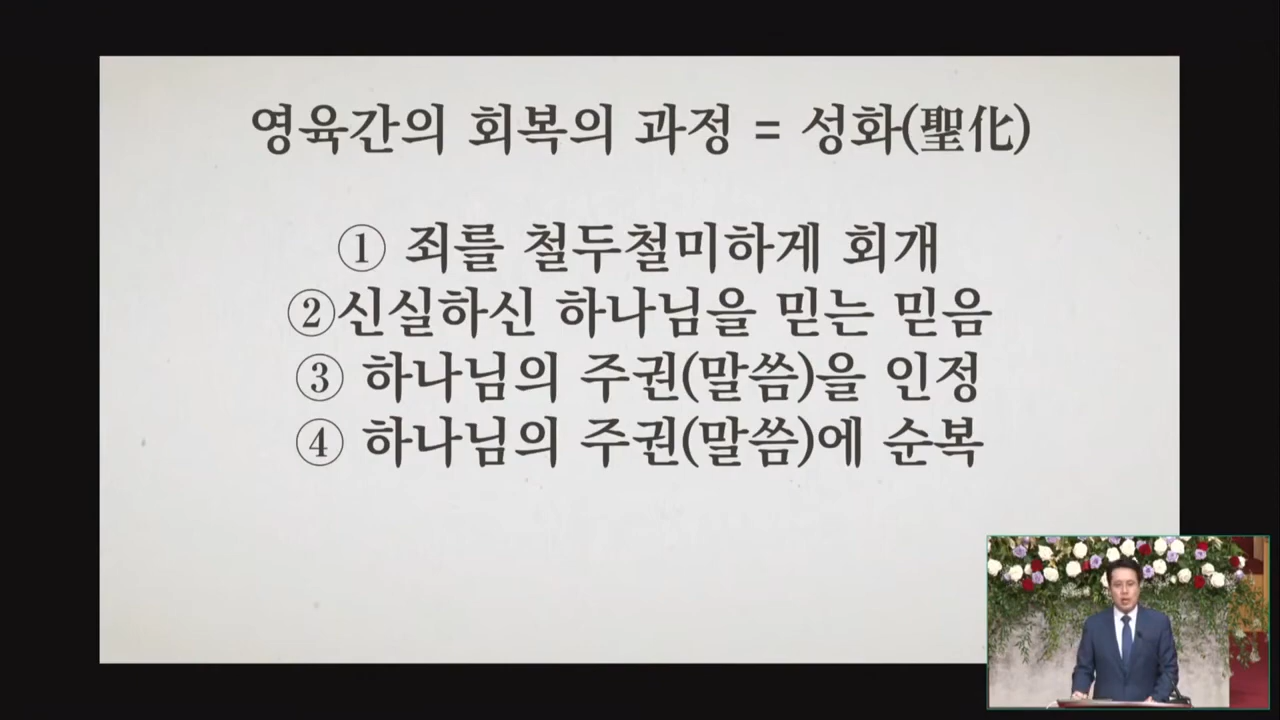 영육간의 회복의 과정 = 성화(聖化)
① 죄를 철두철미하게 회개
②신실하신 하나님을 믿는 믿음
③ 하나님의 주권(말씀)을 인정
④ 하나님의 주권(말씀)에 순복